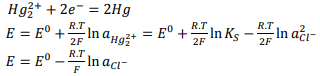 Hg₂²⁺ + 2e⁻ = 2Hg
E = E⁰ + R.T/2F ln a_{Hg₂²⁺} = E⁰ + R.T/2F ln K_S − R.T/2F ln a²_{Cl⁻}
E = E⁰ − R.T/F ln a_{Cl⁻}